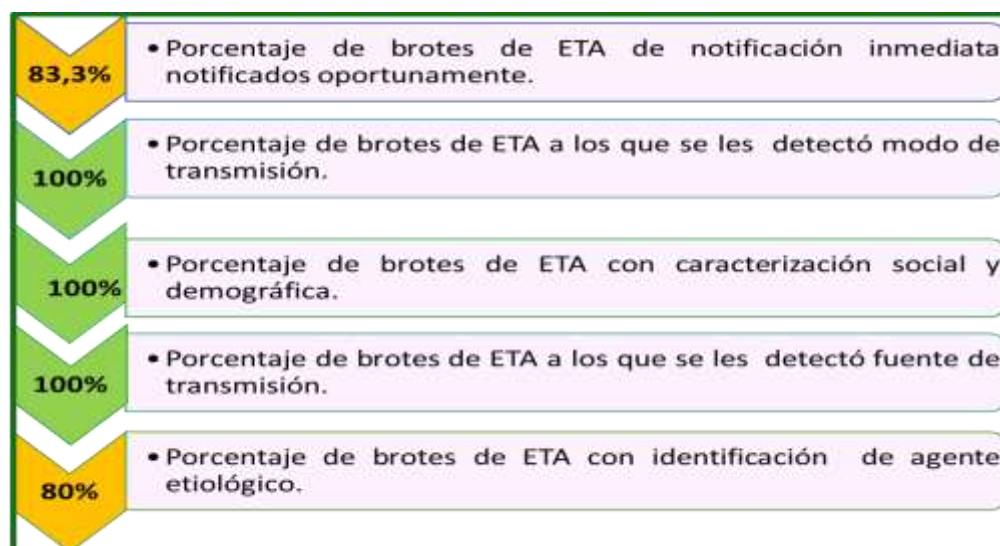 83,3%
• Porcentaje de brotes de ETA de notificación inmediata
notificados oportunamente.
100%
• Porcentaje de brotes de ETA a los que se les detectó modo de
transmisión.
100%
• Porcentaje de brotes de ETA con caracterización social y
demográfica.
100%
• Porcentaje de brotes de ETA a los que se les detectó fuente de
transmisión.
80%
• Porcentaje de brotes de ETA con identificación de agente
etiológico.